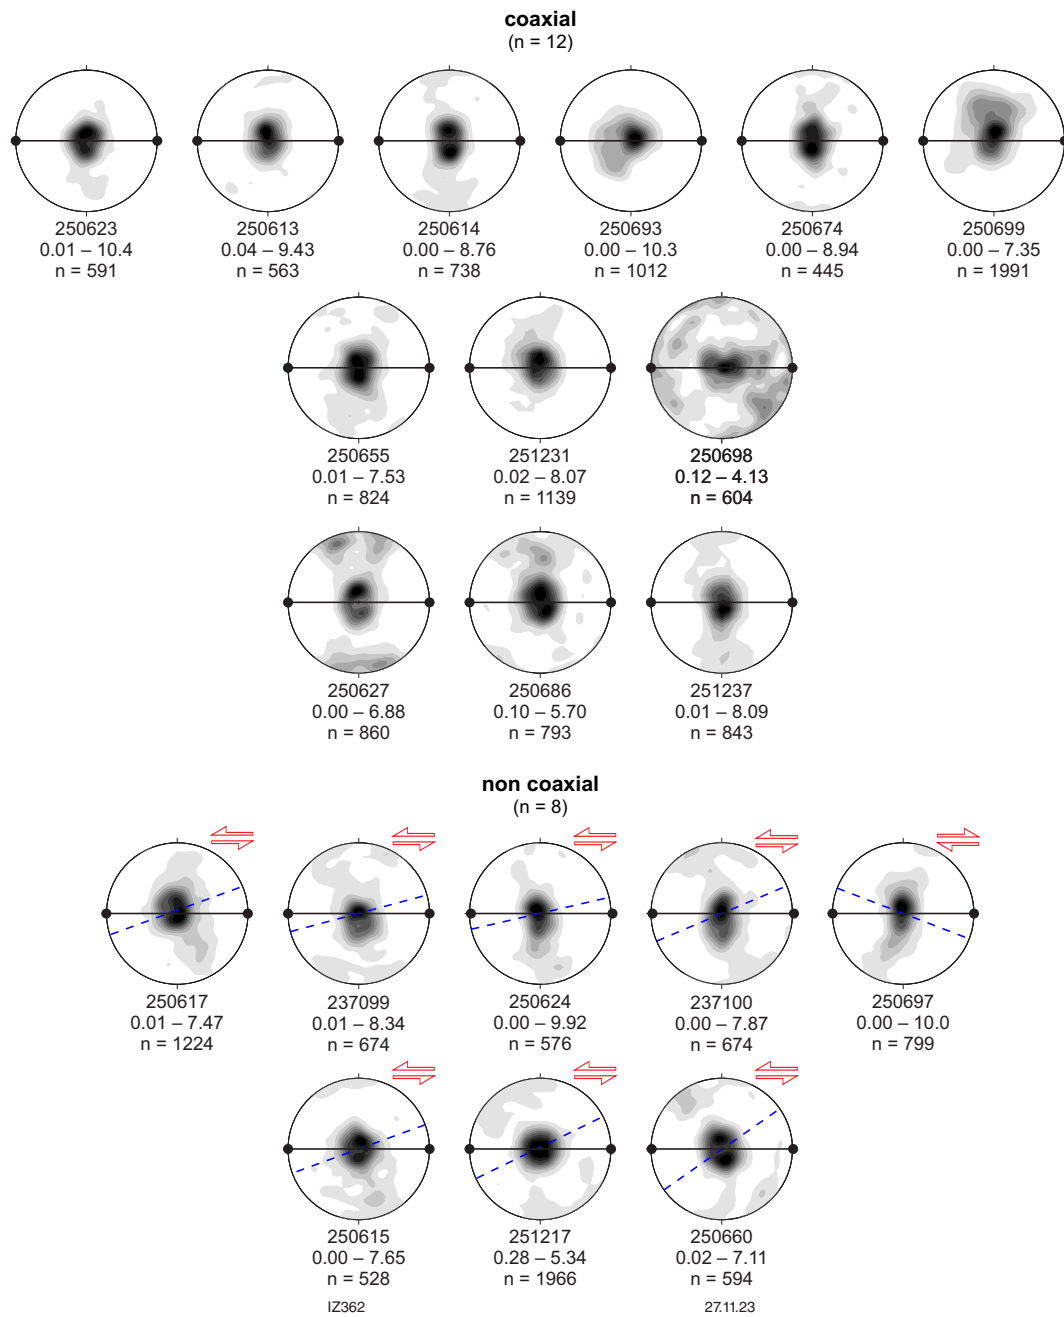 coaxial
(n = 12)
250623 250613 250614 250693 250674 250699
0.01 – 10.4 0.04 – 9.43 0.00 – 8.76 0.00 – 10.3 0.00 – 8.94 0.00 – 7.35
n = 591 n = 563 n = 738 n = 1012 n = 445 n = 1991
250655 251231 250698
0.01 – 7.53 0.02 – 8.07 0.12 – 4.13
n = 824 n = 1139 n = 604
250627 250686 251237
0.00 – 6.88 0.10 – 5.70 0.01 – 8.09
n = 860 n = 793 n = 843
non coaxial
(n = 8)
250617 237099 250624 237100 250697
0.01 – 7.47 0.01 – 8.34 0.00 – 9.92 0.00 – 7.87 0.00 – 10.0
n = 1224 n = 674 n = 576 n = 674 n = 799
250615 251217 250660
0.00 – 7.65 0.28 – 5.34 0.02 – 7.11
n = 528 n = 1966 n = 594
IZ362 27.11.23